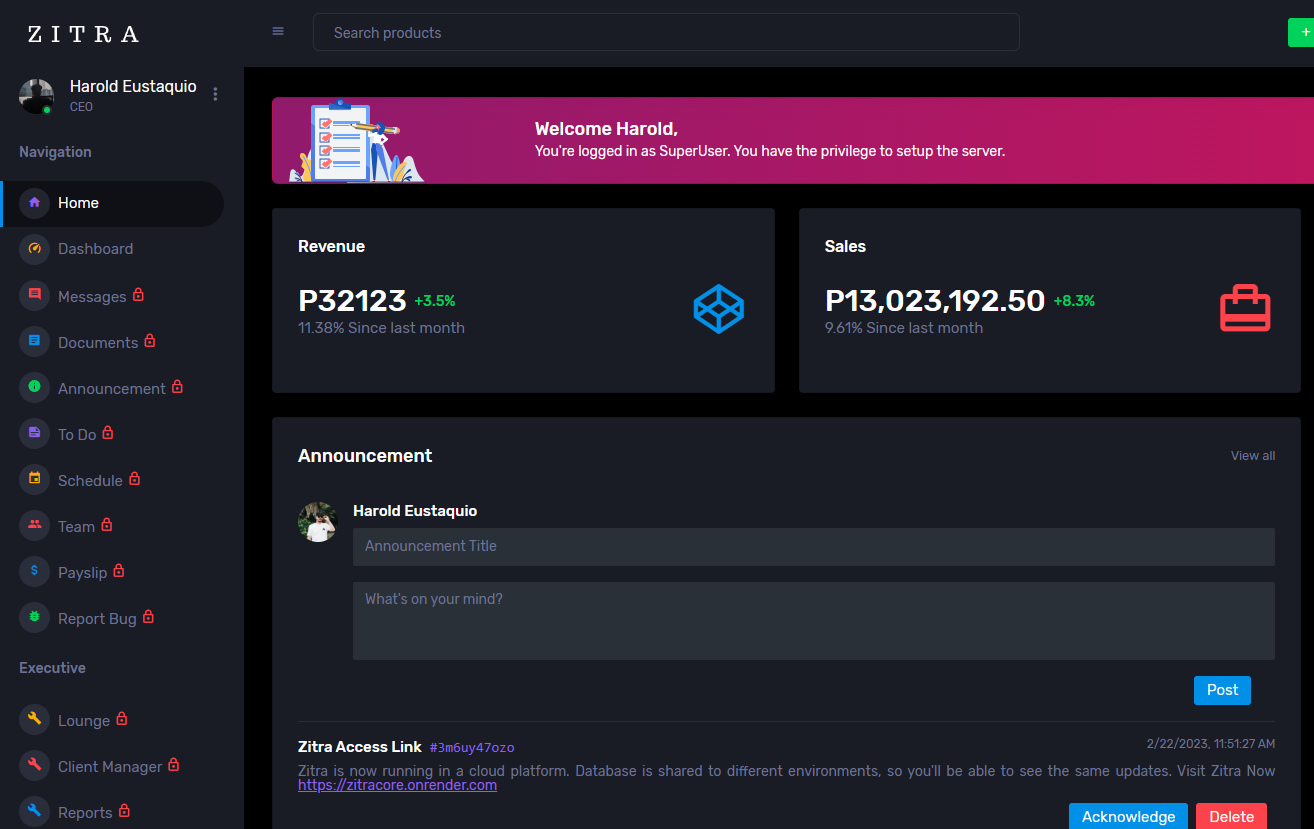 ZITRA
Search products
+
Harold Eustaquio
CEO
Navigation
Home
Dashboard
Messages
Documents
Announcement
To Do
Schedule
Team
Payslip
Report Bug
Executive
Lounge
Client Manager
Reports
Welcome Harold,
You're logged in as SuperUser. You have the privilege to setup the server.
Revenue
P32123 +3.5%
11.38% Since last month
Sales
P13,023,192.50 +8.3%
9.61% Since last month
Announcement
View all
Harold Eustaquio
Announcement Title
What's on your mind?
Post
Zitra Access Link #3m6uy47ozo
2/22/2023, 11:51:27 AM
Zitra is now running in a cloud platform. Database is shared to different environments, so you'll be able to see the same updates. Visit Zitra Now
https://zitracore.onrender.com
Acknowledge
Delete